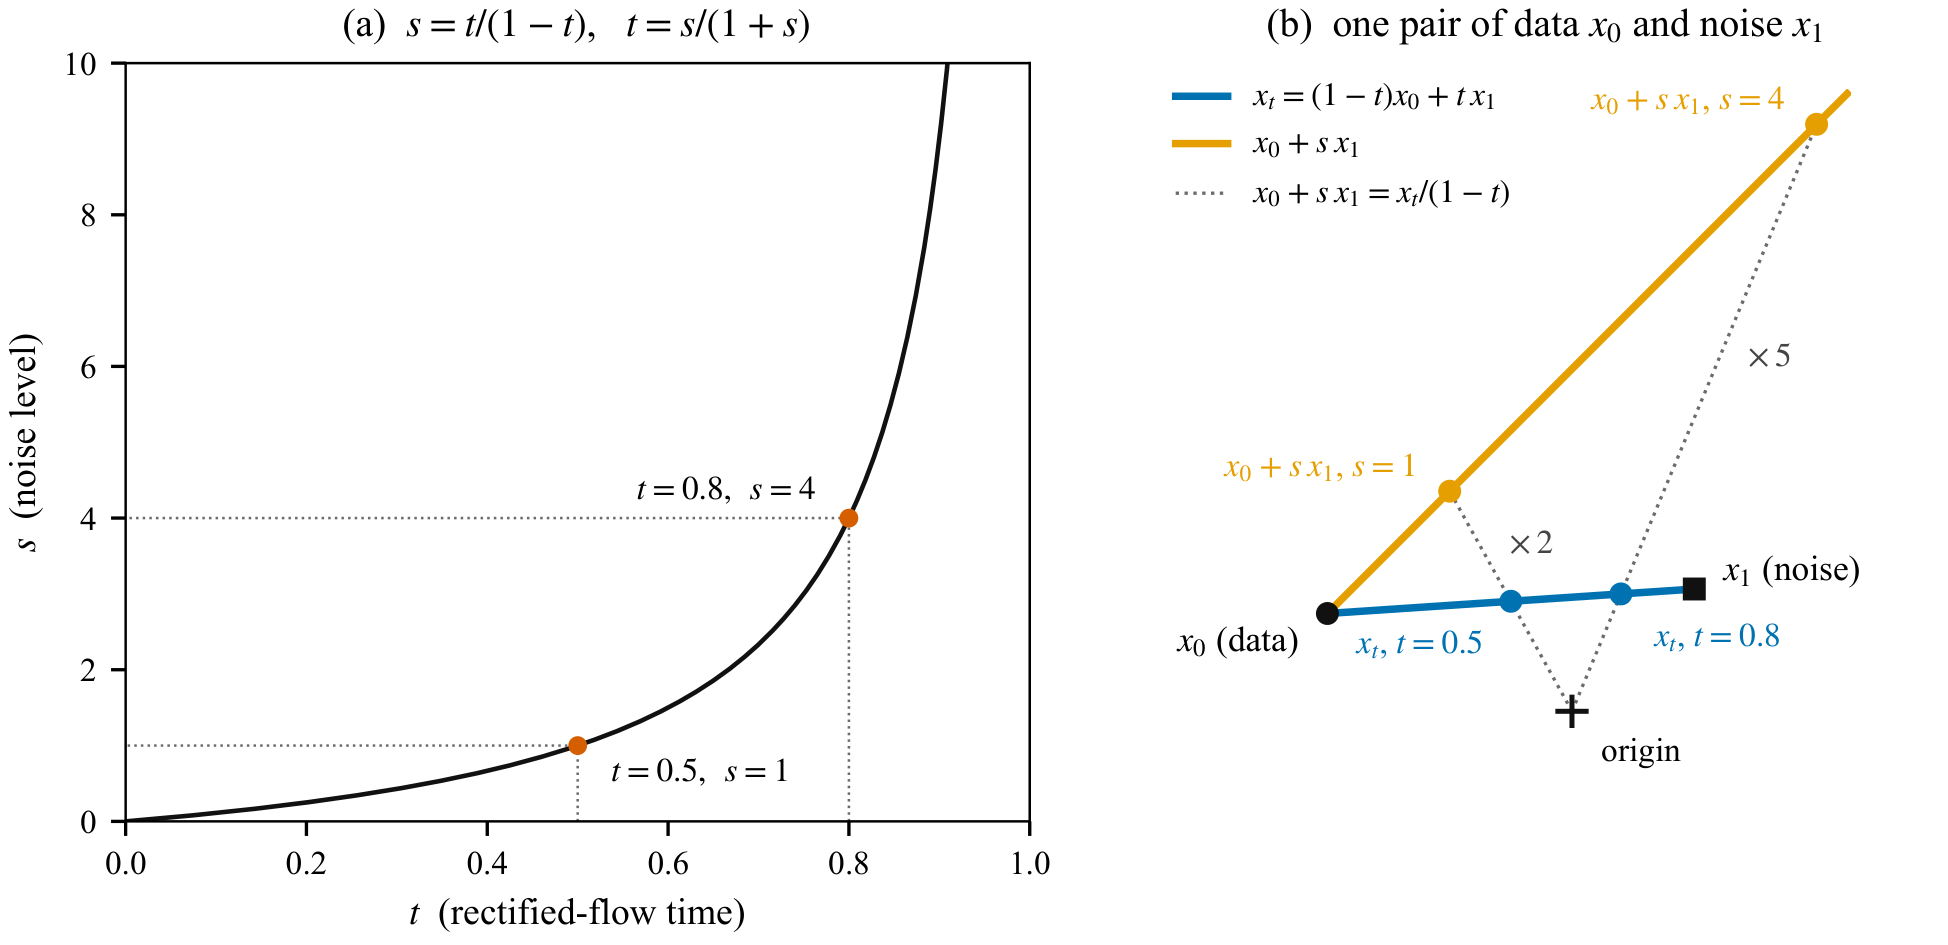 (a) s = t/(1 − t), t = s/(1 + s)
10
8
6
4
2
0
s (noise level)
t = 0.8, s = 4
t = 0.5, s = 1
0.0 0.2 0.4 0.6 0.8 1.0
t (rectified-flow time)
(b) one pair of data x₀ and noise x₁
xₜ = (1 − t)x₀ + t x₁
x₀ + s x₁
x₀ + s x₁ = xₜ/(1 − t)
x₀ + s x₁, s = 4
×5
x₀ + s x₁, s = 1
×2
x₁ (noise)
x₀ (data)
xₜ, t = 0.5
xₜ, t = 0.8
origin